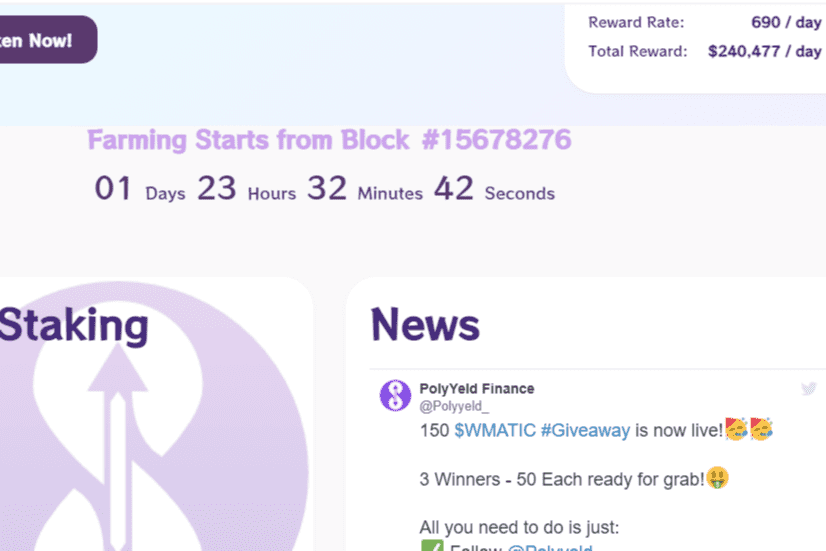 ken Now!
Reward Rate: 690 / day
Total Reward: $240,477 / day
Farming Starts from Block #15678276
01 Days 23 Hours 32 Minutes 42 Seconds
Staking
News
PolyYeld Finance
@Polyyeld_
150 $WMATIC #Giveaway is now live!🥳🥳
3 Winners - 50 Each ready for grab!🤑
All you need to do is just:
✅ Follow @Polyyeld